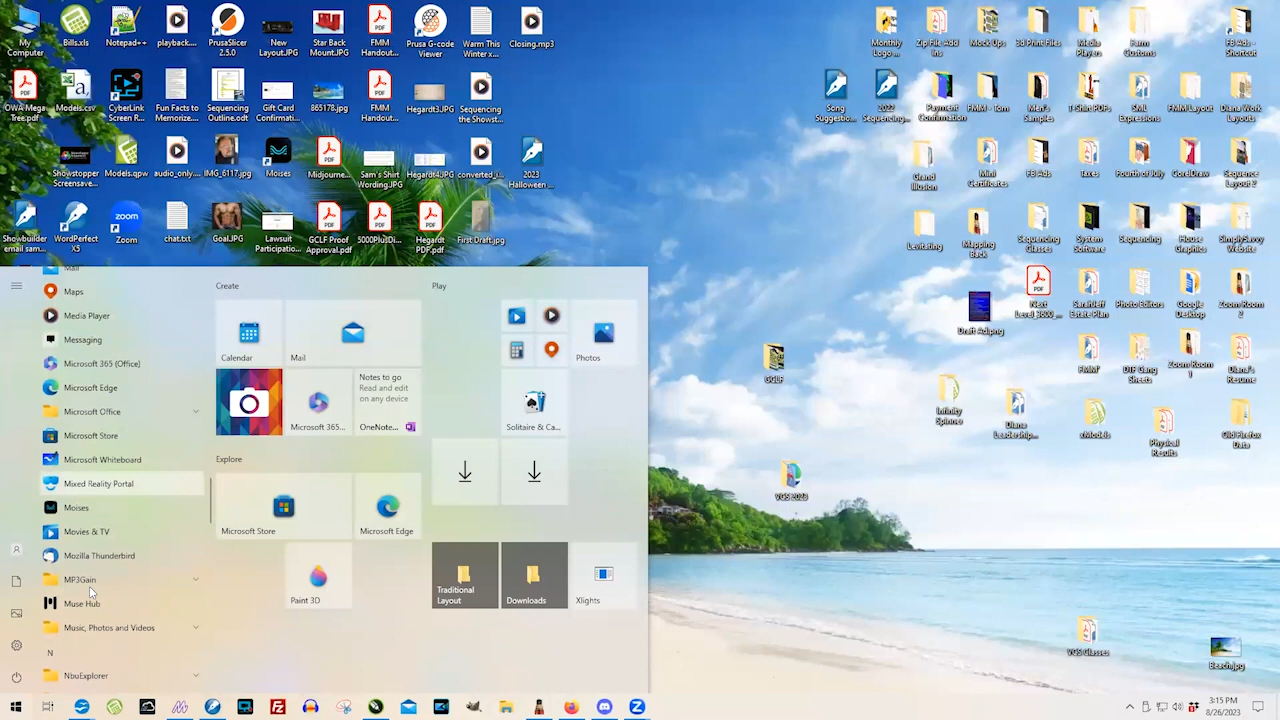 My
Computer
Bills.xls
Notepad++
playback....
PrusaSlicer
2.5.0
New
Layout.JPG
Star Back
Mount.JPG
FMM
Handout...
Prusa G-code
Viewer
Warm This
Winter x...
Closing.mp3
OWA Mega
Tree.pdf
Models.csv
CyberLink
Screen R...
Fun Facts to
Memorize...
Sequencing
Outline.odt
Gift Card
Confirmati...
865178.jpg
FMM
Handout...
Hegardt3.JPG
Sequencing
the Showst...
Showstopper
Screensave...
Models.qpw
audio_only....
IMG_6117.jpg
Moises
Midjourne...
Sam's Shirt
Wording.JPG
Hegardt4.JPG
converted_i...
2023
Halloween ...
Showbuilder
email sam...
WordPerfect
X5
zoom
Zoom
chat.txt
Goal.JPG
Lawsuit
Participatio...
GCLF Proof
Approval.pdf
5000PlusDi...
Hegardt
PDF.pdf
First Draft.jpg
Monthly
Logo ...
Zip File Add
Ins
Mock Ups
3D Print Files
Media
Players
Farm
Customs
FB Ads -
Shortcut
Song
Suggestio...
2022
Sequencing...
Payment
Confirmation
FMM - Tom
Men's
Samples
T-Shirt PDFs
SML
Expressions
FMM Layout
Diana Work
Layouts
Grand
Illusion
Mini
Certificates
FB Ads
Taxes
Fourth of July
CorelDraw
Sequence
Layout 2
Levitating
Mapping
Back
Sequencing
Classes
System
Software
Sequencing
House
Graphics
SimplySavvy
Website
Draft Ad.png
Next
Level 3800_...
SarahJeff
Estate Plan
Photo Editors
Google
Desktop
Zoom Room
2
GCLF
FMM
DTF Gang
Sheets
Zoom Room
1
Diana's
Resume
Infinity
Spinner
Diana
Leadership...
xModels
Physical
Results
Old Firefox
Data
VGS 2023
VGS Classes
Beach.jpg
Mail
Maps
Media Player
Messaging
Microsoft 365 (Office)
Microsoft Edge
Microsoft Office
Microsoft Store
Microsoft Whiteboard
Mixed Reality Portal
Moises
Movies & TV
Mozilla Thunderbird
MP3Gain
Muse Hub
Music, Photos and Videos
N
NbuExplorer
Create
Calendar
Mail
Microsoft 365...
Notes to go
Read and edit
on any device
OneNote...
Explore
Microsoft Store
Microsoft Edge
Paint 3D
Play
Photos
Solitaire & Ca...
Traditional
Layout
Downloads
Xlights
3:15 PM
8/26/2023